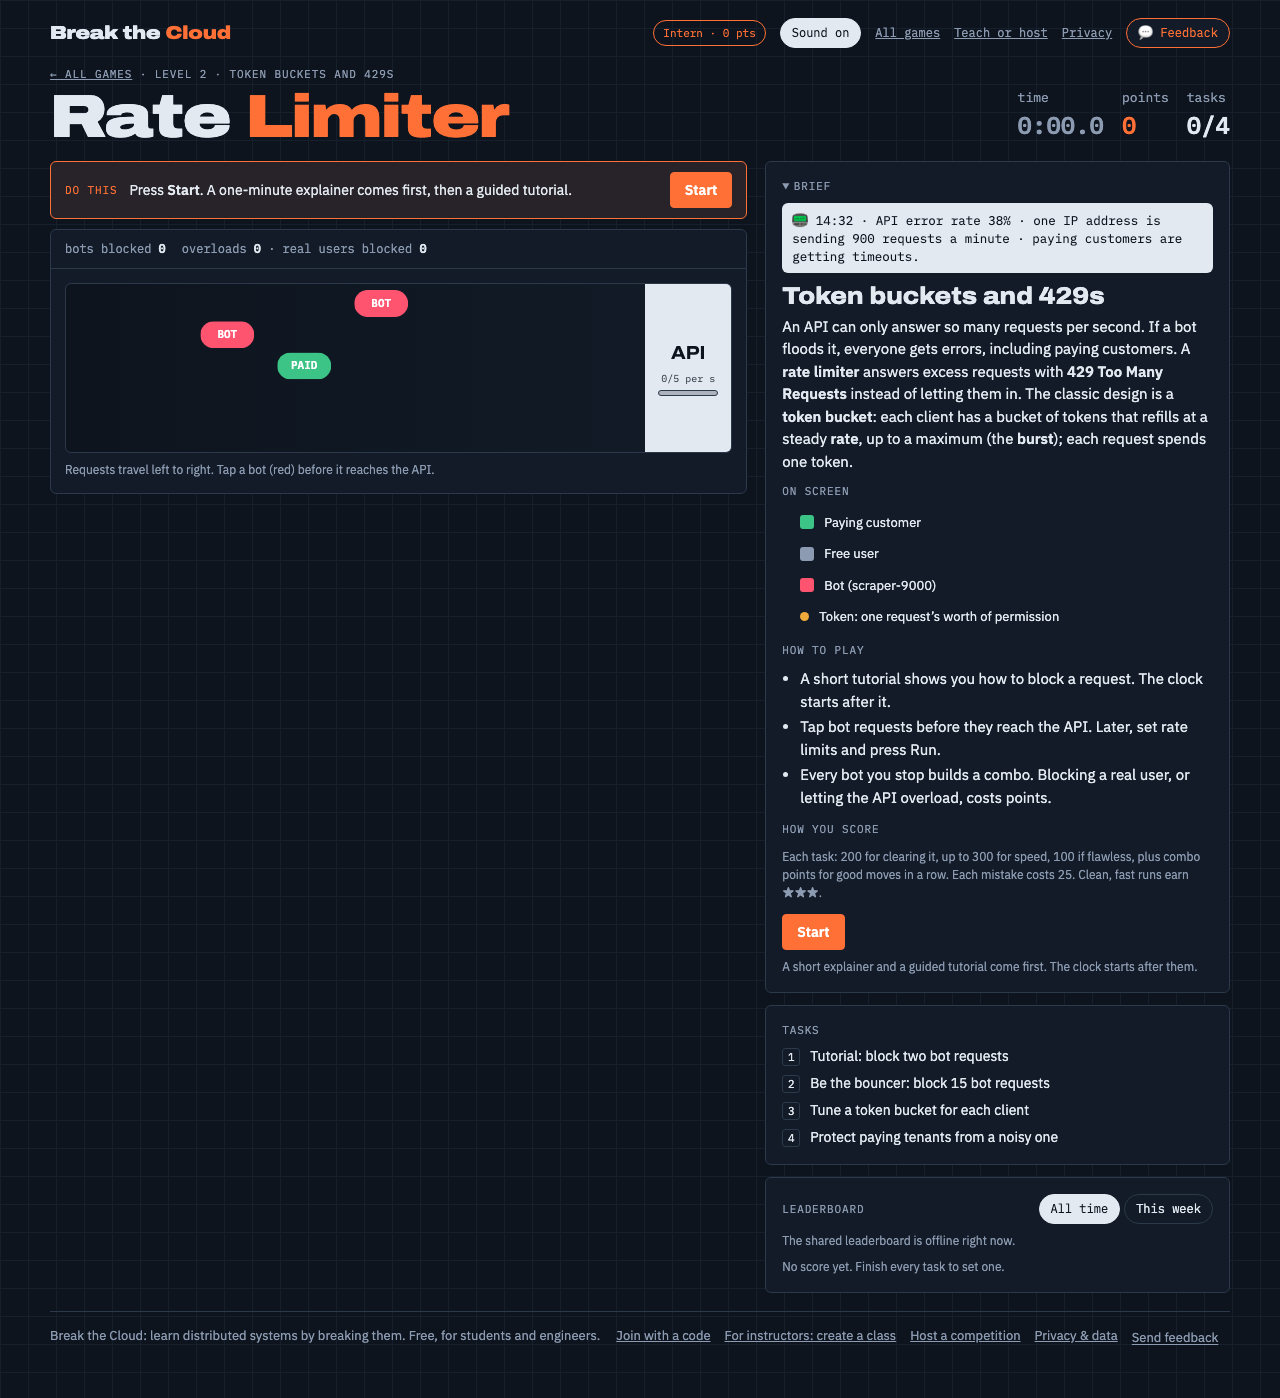 Break the Cloud
Intern · 0 pts
Sound on
All games
Teach or host
Privacy
💬 Feedback
← ALL GAMES · LEVEL 2 · TOKEN BUCKETS AND 429S
Rate Limiter
time
0:00.0
points
0
tasks
0/4
DO THIS Press Start. A one-minute explainer comes first, then a guided tutorial.
Start
bots blocked 0 overloads 0 · real users blocked 0
BOT
BOT
PAID
API
0/5 per s
Requests travel left to right. Tap a bot (red) before it reaches the API.
▼ BRIEF
📟 14:32 · API error rate 38% · one IP address is
sending 900 requests a minute · paying customers are
getting timeouts.
Token buckets and 429s
An API can only answer so many requests per second. If a bot
floods it, everyone gets errors, including paying customers. A
rate limiter answers excess requests with 429 Too Many
Requests instead of letting them in. The classic design is a
token bucket: each client has a bucket of tokens that refills at a
steady rate, up to a maximum (the burst); each request spends
one token.
ON SCREEN
Paying customer
Free user
Bot (scraper-9000)
Token: one request’s worth of permission
HOW TO PLAY
• A short tutorial shows you how to block a request. The clock
starts after it.
• Tap bot requests before they reach the API. Later, set rate
limits and press Run.
• Every bot you stop builds a combo. Blocking a real user, or
letting the API overload, costs points.
HOW YOU SCORE
Each task: 200 for clearing it, up to 300 for speed, 100 if flawless, plus combo
points for good moves in a row. Each mistake costs 25. Clean, fast runs earn
★★★.
Start
A short explainer and a guided tutorial come first. The clock starts after them.
TASKS
1 Tutorial: block two bot requests
2 Be the bouncer: block 15 bot requests
3 Tune a token bucket for each client
4 Protect paying tenants from a noisy one
LEADERBOARD
All time
This week
The shared leaderboard is offline right now.
No score yet. Finish every task to set one.
Break the Cloud: learn distributed systems by breaking them. Free, for students and engineers.
Join with a code
For instructors: create a class
Host a competition
Privacy & data
Send feedback